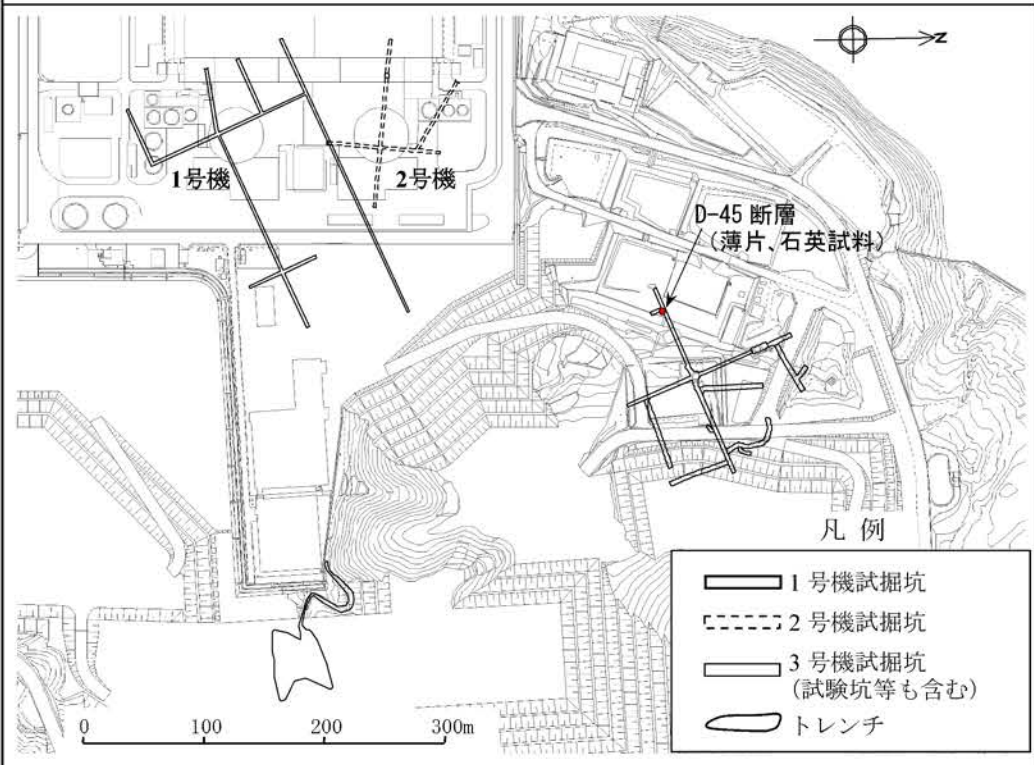 N
1号機
2号機
D-45 断層
(薄片、石英試料)
凡 例
1 号機試掘坑
2 号機試掘坑
3 号機試掘坑
(試験坑等も含む)
トレンチ
0 100 200 300m